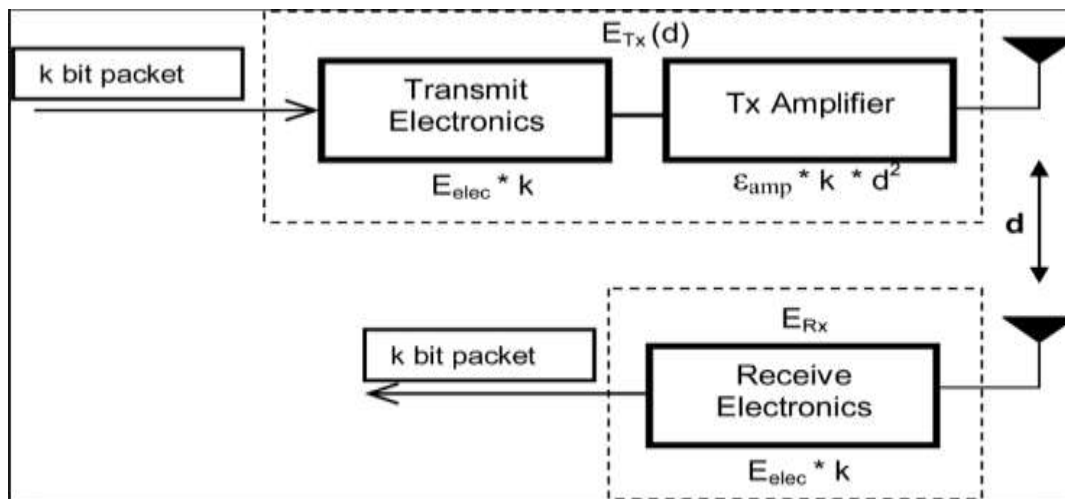 E_Tx (d)
k bit packet
Transmit
Electronics
Tx Amplifier
E_elec * k
ε_amp * k * d²
d
E_Rx
k bit packet
Receive
Electronics
E_elec * k